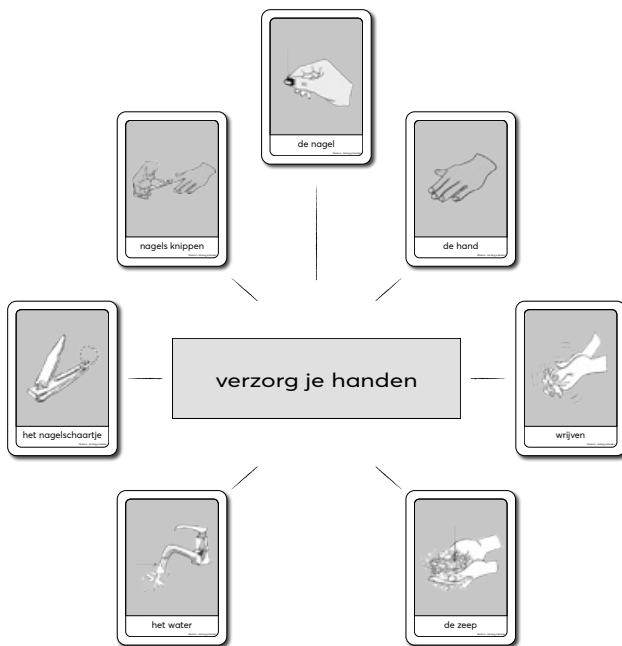 de nagel
nagels knippen
de hand
het nagelschaartje
verzorg je handen
wrijven
het water
de zeep